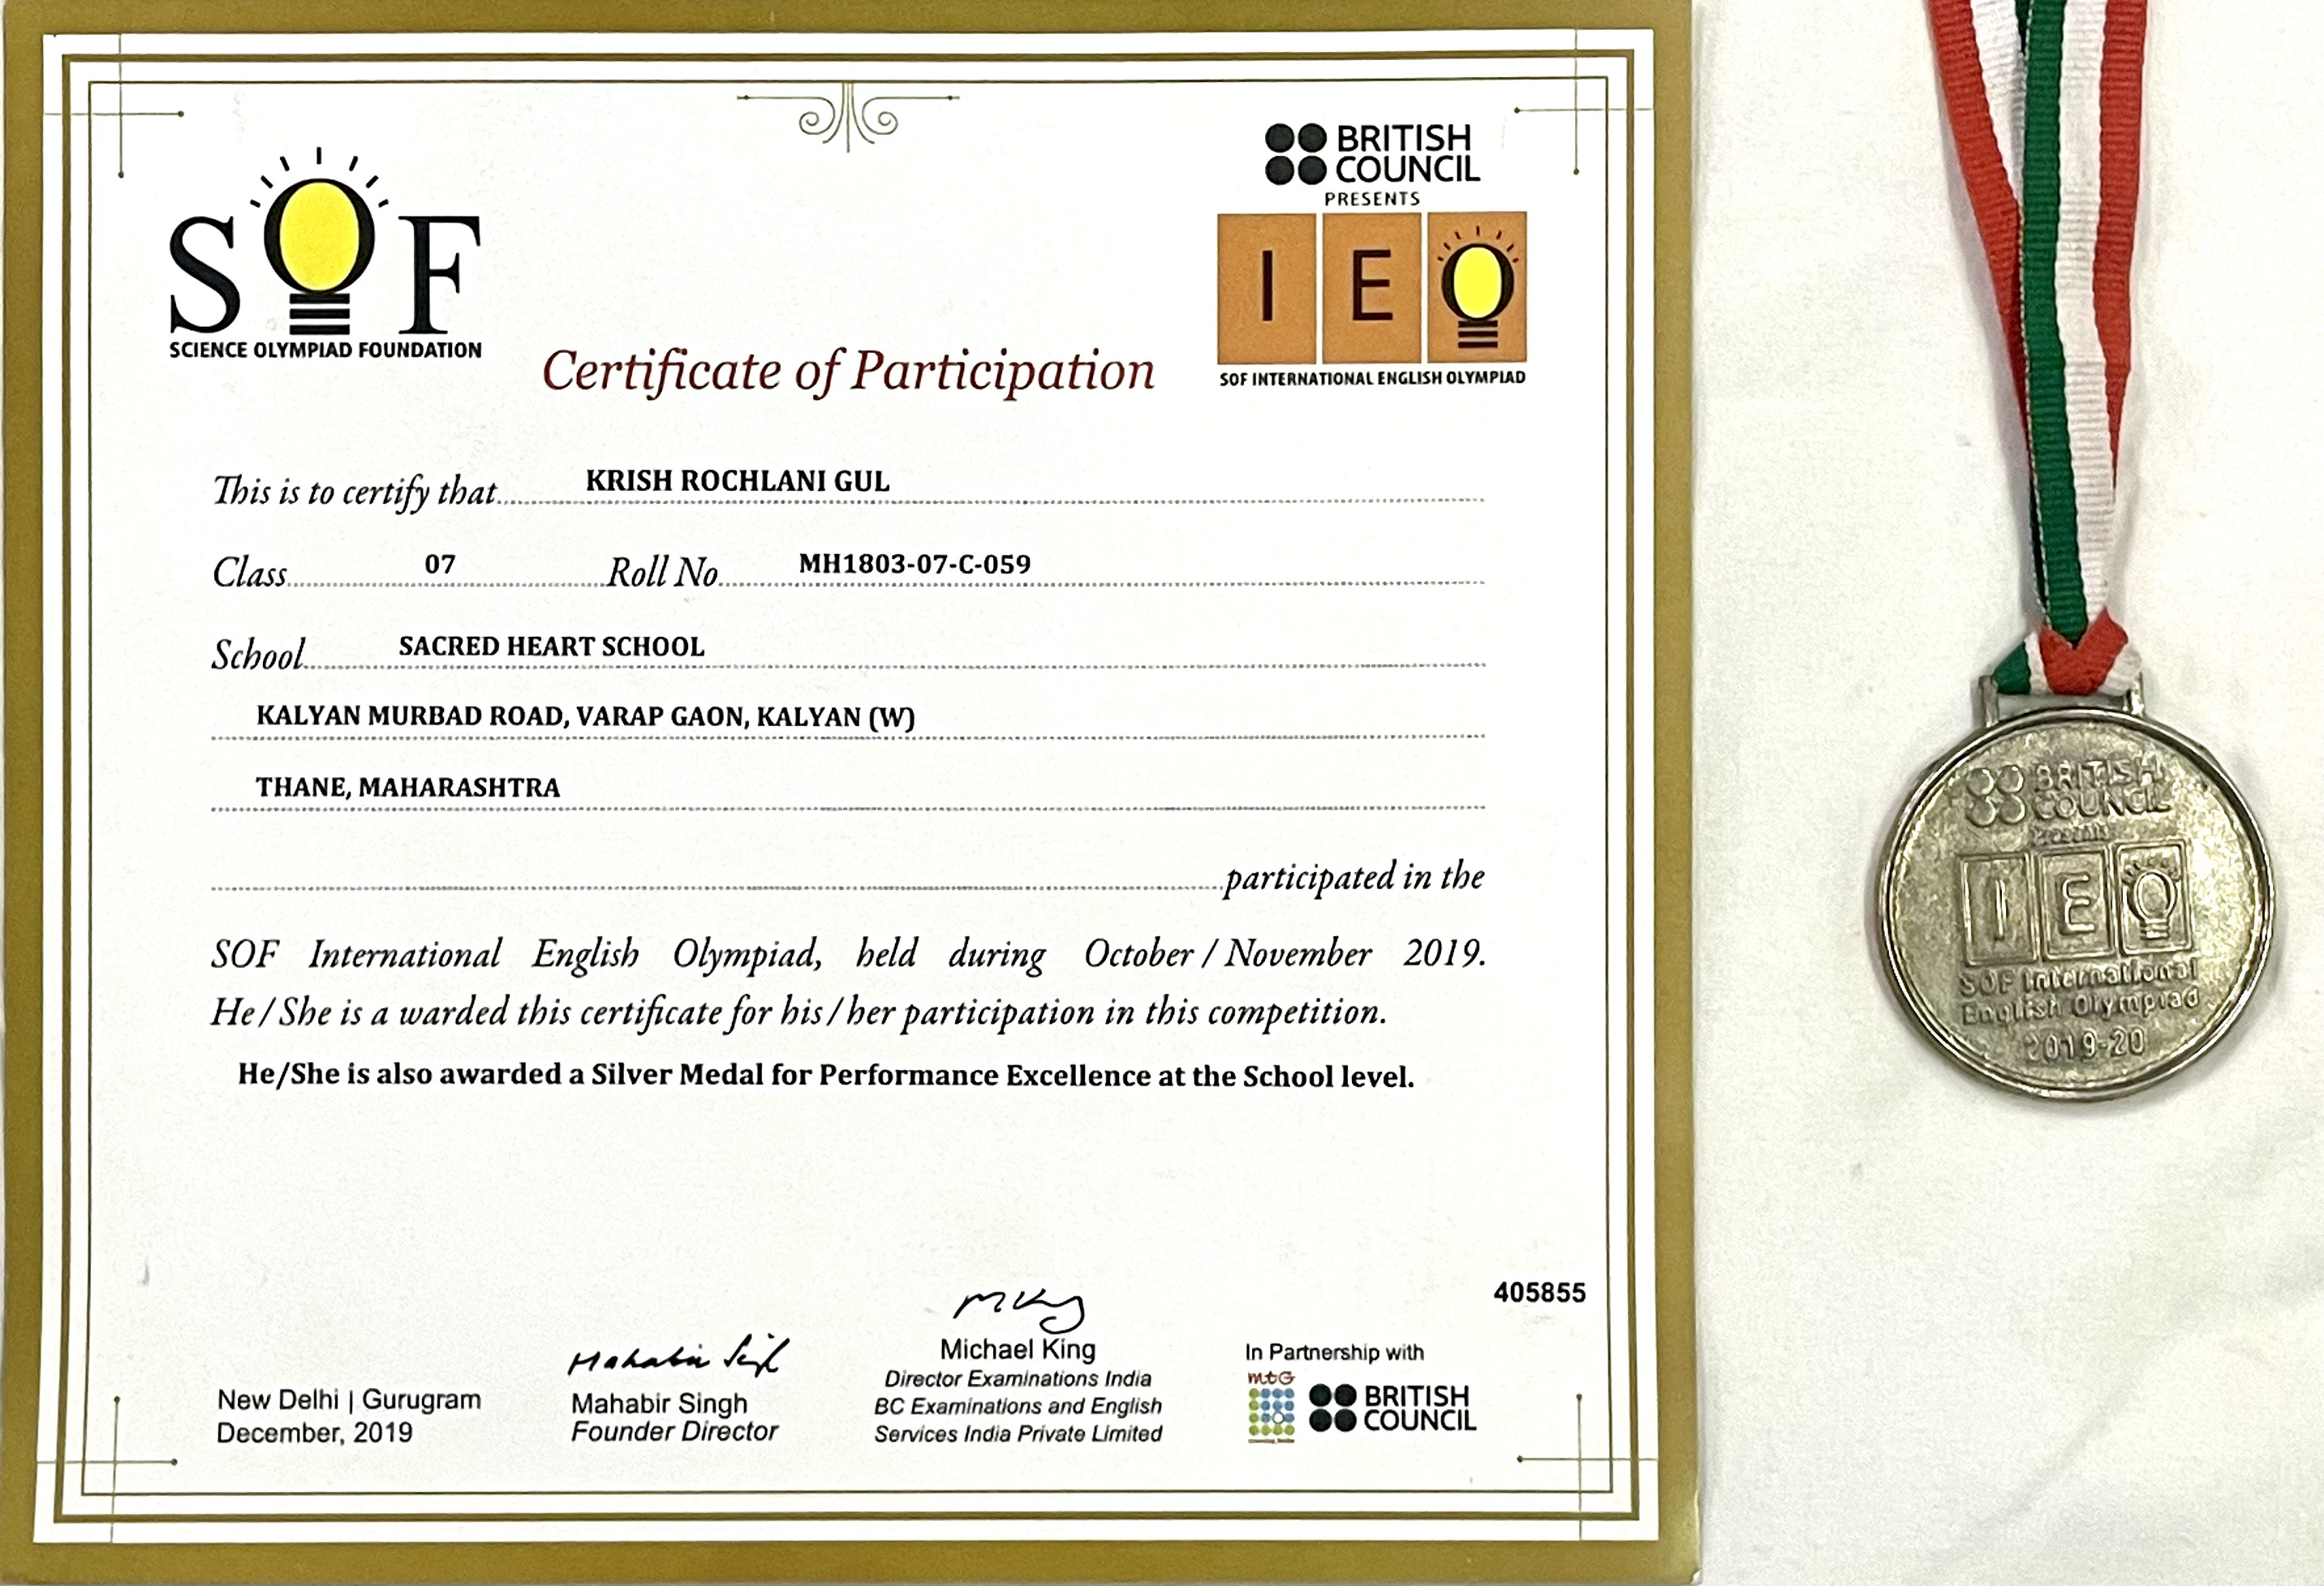 SOF
SCIENCE OLYMPIAD FOUNDATION
BRITISH
COUNCIL
PRESENTS
IEO
SOF INTERNATIONAL ENGLISH OLYMPIAD
Certificate of Participation
This is to certify that KRISH ROCHLANI GUL
Class 07 Roll No. MH1803-07-C-059
School SACRED HEART SCHOOL
KALYAN MURBAD ROAD, VARAP GAON, KALYAN (W)
THANE, MAHARASHTRA
participated in the
SOF International English Olympiad, held during October / November 2019.
He/She is a warded this certificate for his/her participation in this competition.
He/She is also awarded a Silver Medal for Performance Excellence at the School level.
405855
New Delhi | Gurugram
December, 2019
Mahabir Singh
Mahabir Singh
Founder Director
MKing
Michael King
Director Examinations India
BC Examinations and English
Services India Private Limited
In Partnership with
mtG
BRITISH
COUNCIL
BRITISH
COUNCIL
Presents
IEO
SOF International
English Olympiad
2019-20